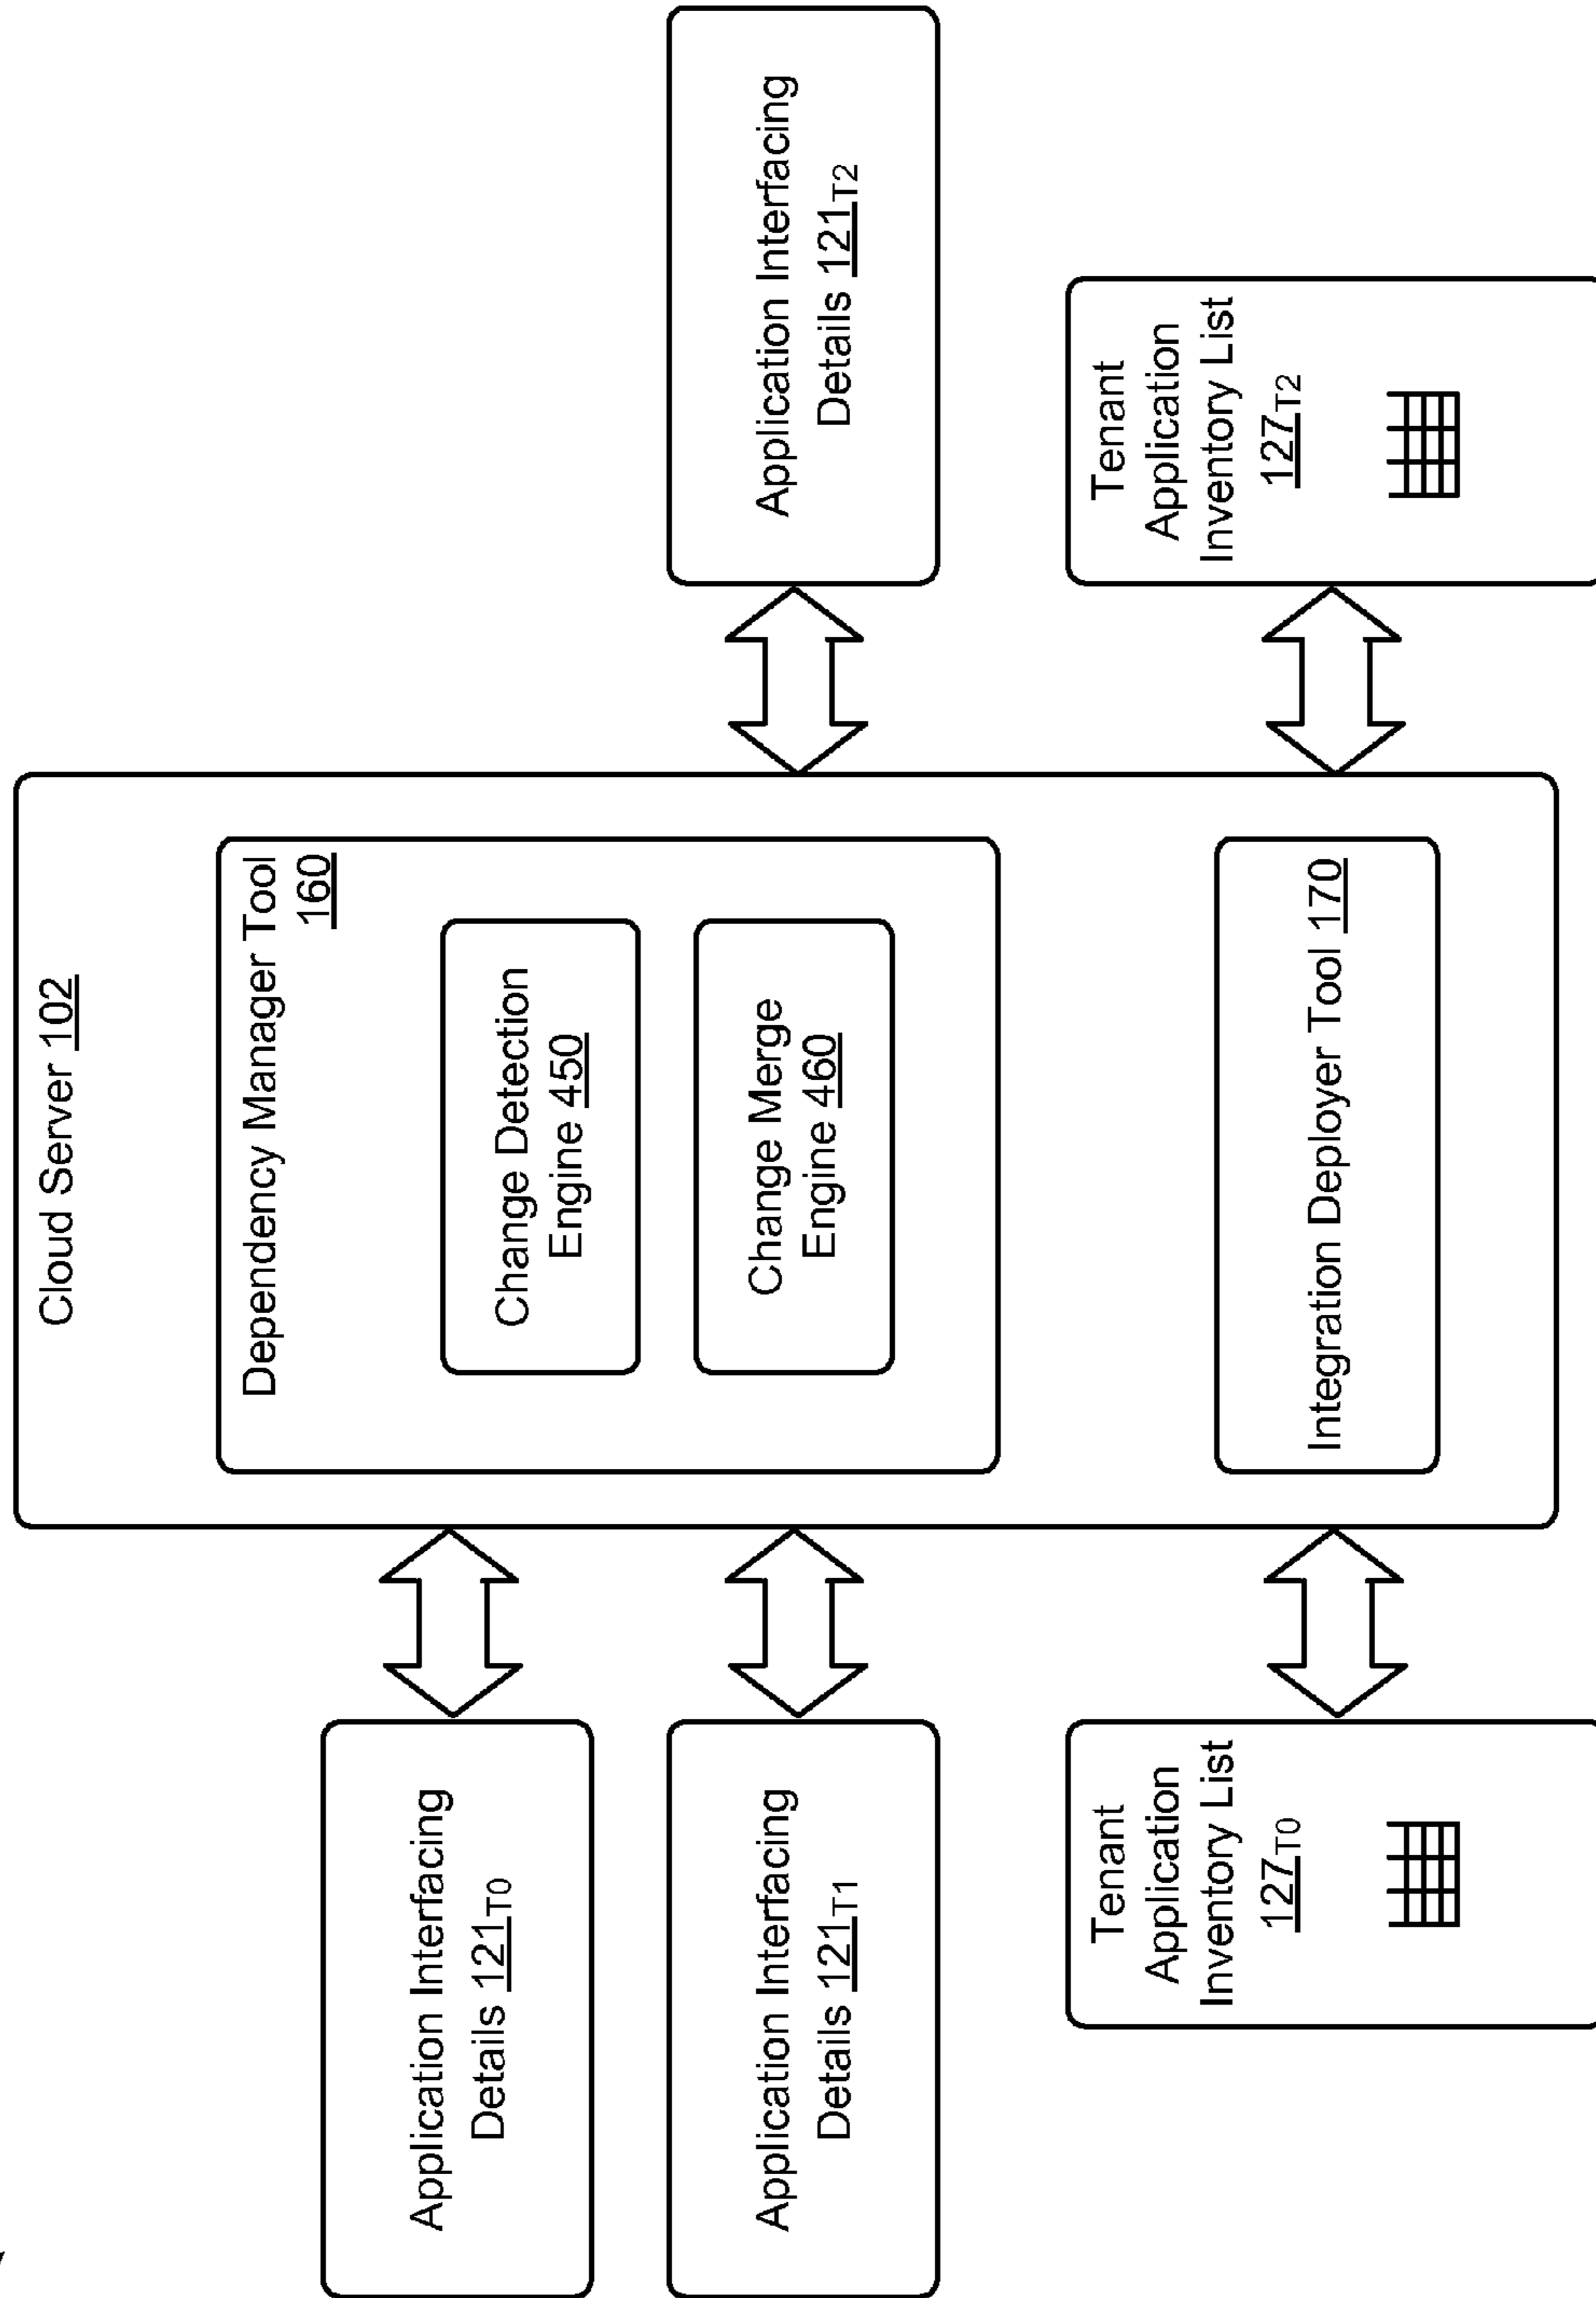 Cloud Server 102
Dependency Manager Tool
160
Change Detection
Engine 450
Change Merge
Engine 460
Integration Deployer Tool 170
Application Interfacing
Details 121T0
Application Interfacing
Details 121T1
Tenant
Application
Inventory List
127T0
Application Interfacing
Details 121T2
Tenant
Application
Inventory List
127T2